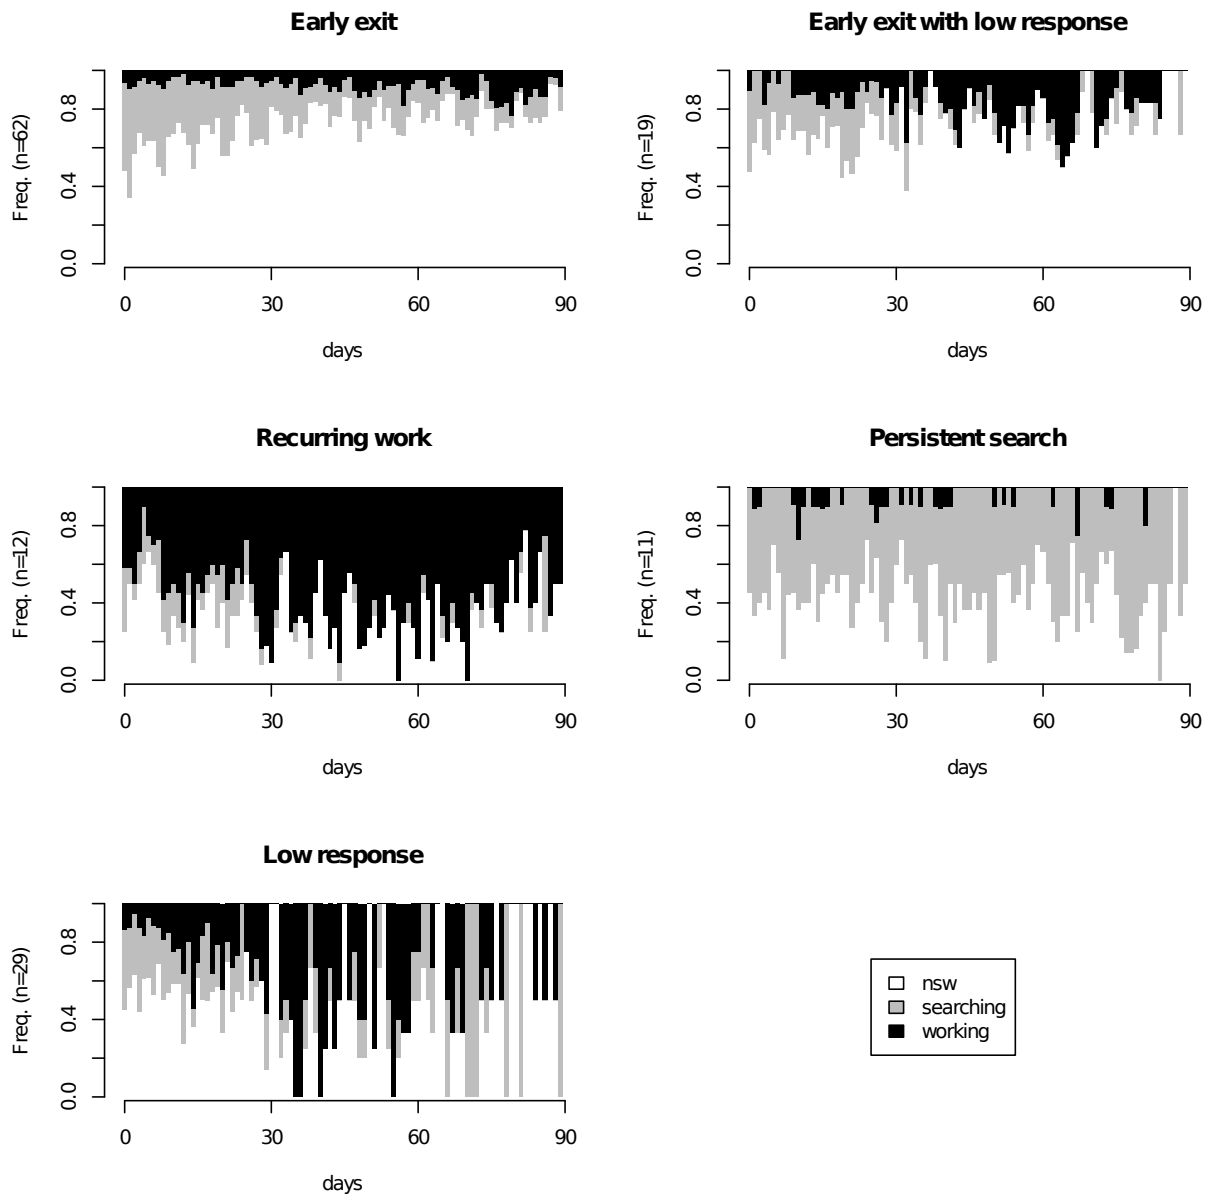 Early exit
Freq. (n=62)
0.0 0.4 0.8
0 30 60 90
days
Early exit with low response
Freq. (n=19)
0.0 0.4 0.8
0 30 60 90
days
Recurring work
Freq. (n=12)
0.0 0.4 0.8
0 30 60 90
days
Persistent search
Freq. (n=11)
0.0 0.4 0.8
0 30 60 90
days
Low response
Freq. (n=29)
0.0 0.4 0.8
0 30 60 90
days
nsw
searching
working